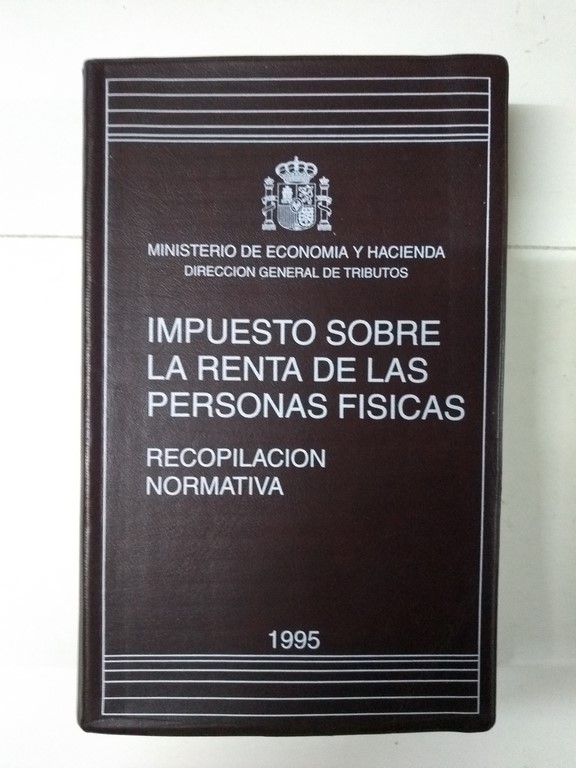 MINISTERIO DE ECONOMIA Y HACIENDA
DIRECCION GENERAL DE TRIBUTOS
IMPUESTO SOBRE
LA RENTA DE LAS
PERSONAS FISICAS
RECOPILACION
NORMATIVA
1995